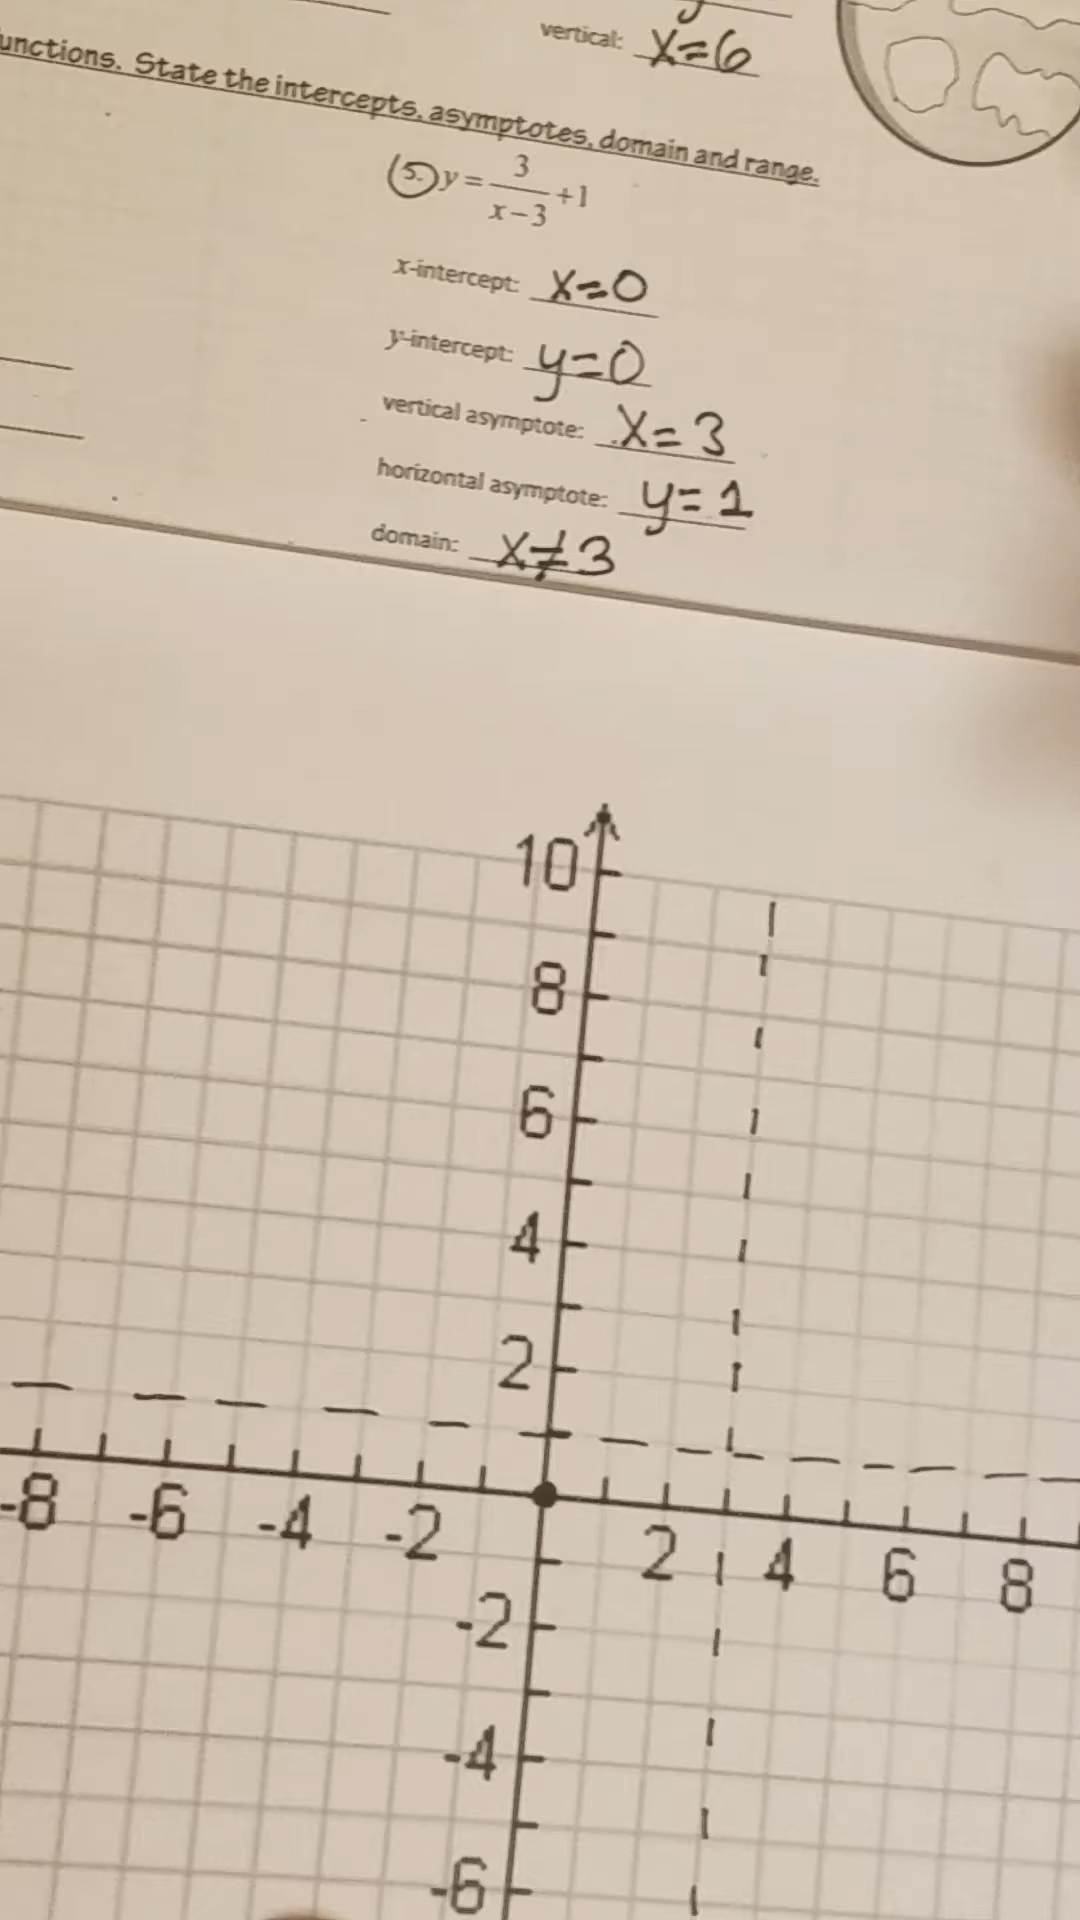 vertical: x=6
unctions. State the intercepts, asymptotes, domain and range.
5. y = 3/(x-3) +1
x-intercept: x=0
y-intercept: y=0
vertical asymptote: x=3
horizontal asymptote: y=1
domain: x≠3
10
8
6
4
2
-8 -6 -4 -2 2 4 6 8
-2
-4
-6